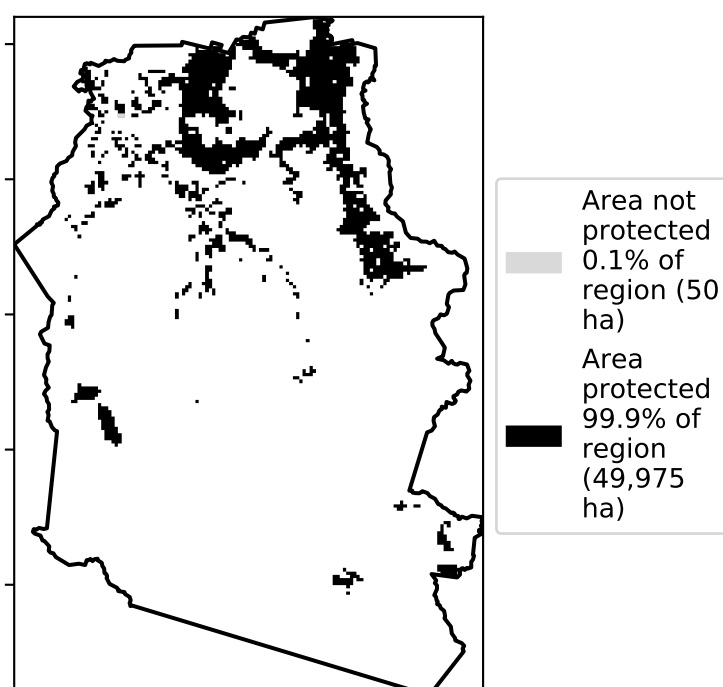 Area not
protected
0.1% of
region (50
ha)
Area
protected
99.9% of
region
(49,975
ha)